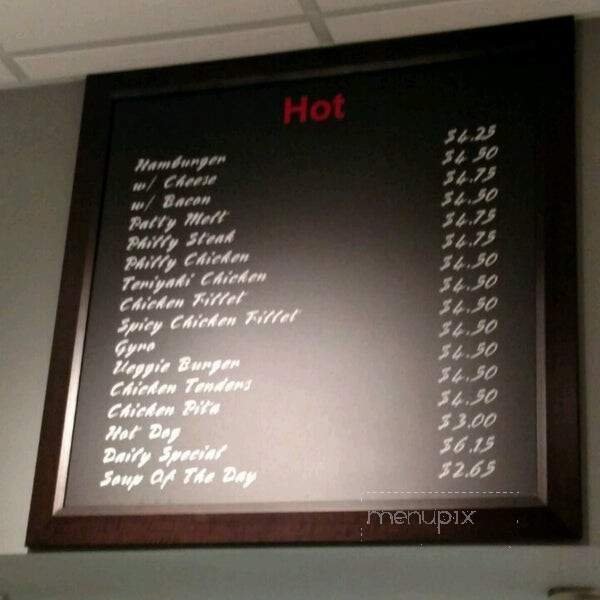 Hot
Hamburger $4.25
w/ Cheese $4.50
w/ Bacon $4.75
Patty Melt $4.50
Philly Steak $4.75
Philly Chicken $4.75
Teriyaki Chicken $4.50
Chicken Fillet $4.50
Spicy Chicken Fillet $4.50
Gyro $4.50
Veggie Burger $4.50
Chicken Tenders $4.50
Chicken Pita $4.50
Hot Dog $3.00
Daily Special $6.15
Soup Of The Day $2.65
menupix